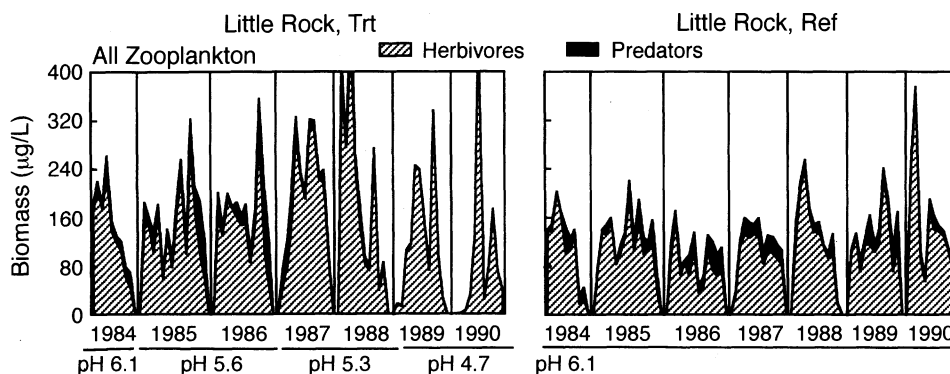 Little Rock, Trt Little Rock, Ref
All Zooplankton Herbivores Predators
400
320
240
160
80
0
Biomass (µg/L)
1984 1985 1986 1987 1988 1989 1990 1984 1985 1986 1987 1988 1989 1990
pH 6.1 pH 5.6 pH 5.3 pH 4.7 pH 6.1